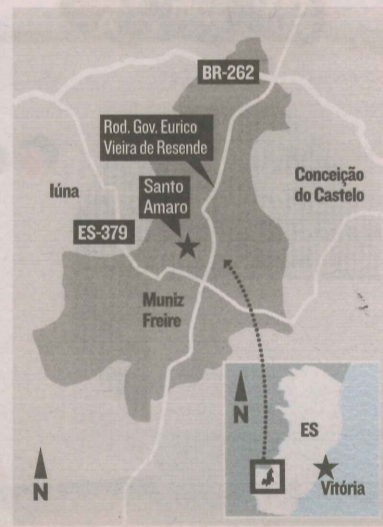 BR-262
Rod. Gov. Eurico
Vieira de Resende
Conceição
do Castelo
Iúna
Santo
Amaro
ES-379
Muniz
Freire
N
ES
Vitória
N